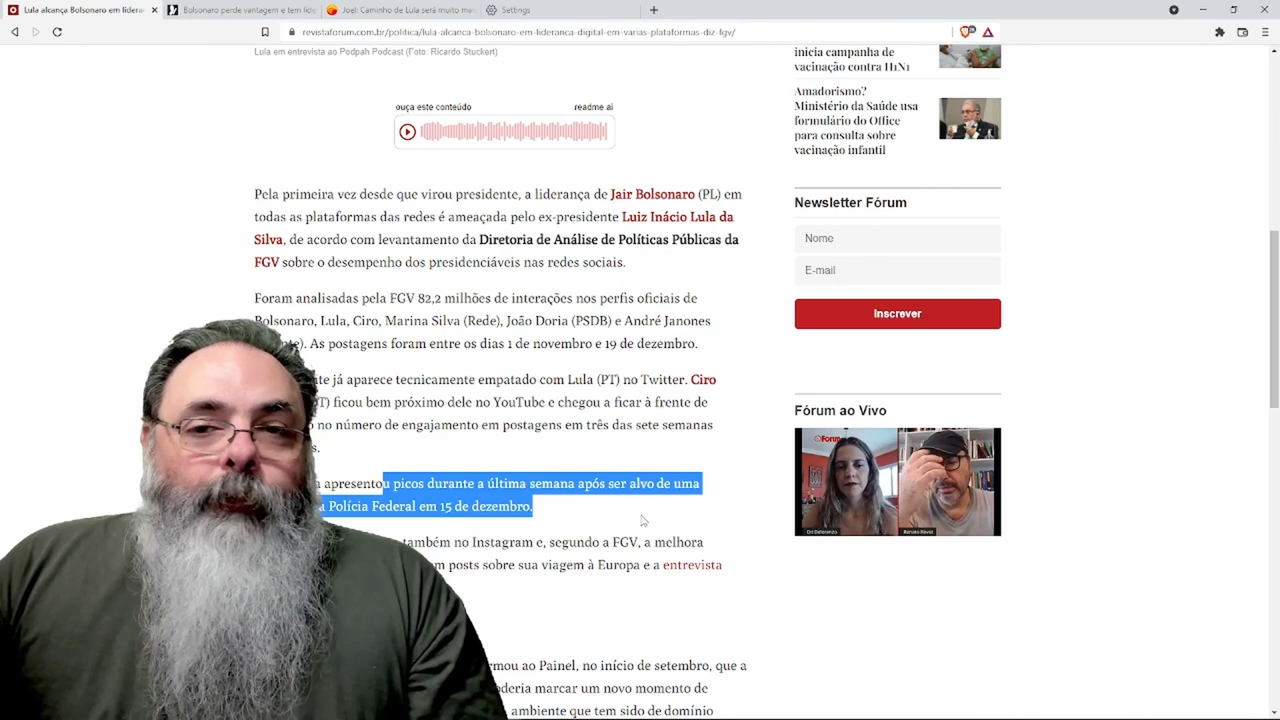 Lula alcança Bolsonaro em lidera
Bolsonaro perde vantagem e tem lide
Joel: Caminho de Lula será muito ma
Settings
revistaforum.com.br/politica/lula-alcanca-bolsonaro-em-lideranca-digital-em-varias-plataformas-diz-fgv/
Lula em entrevista ao Podpah Podcast (Foto: Ricardo Stuckert)
ouça este conteúdo
readme.ai
Pela primeira vez desde que virou presidente, a liderança de Jair Bolsonaro (PL) em
todas as plataformas das redes é ameaçada pelo ex-presidente Luiz Inácio Lula da
Silva, de acordo com levantamento da Diretoria de Análise de Políticas Públicas da
FGV sobre o desempenho dos presidenciáveis nas redes sociais.
Foram analisadas pela FGV 82,2 milhões de interações nos perfis oficiais de
Bolsonaro, Lula, Ciro, Marina Silva (Rede), João Doria (PSDB) e André Janones
As postagens foram entre os dias 1 de novembro e 19 de dezembro.
já aparece tecnicamente empatado com Lula (PT) no Twitter. Ciro
ficou bem próximo dele no YouTube e chegou a ficar à frente de
no número de engajamento em postagens em três das sete semanas
apresentou picos durante a última semana após ser alvo de uma
a Polícia Federal em 15 de dezembro.
também no Instagram e, segundo a FGV, a melhora
posts sobre sua viagem à Europa e a entrevista
ao Painel, no início de setembro, que a
marcar um novo momento de
ambiente que tem sido de domínio
inicia campanha de
vacinação contra H1N1
Amadorismo?
Ministério da Saúde usa
formulário do Office
para consulta sobre
vacinação infantil
Newsletter Fórum
Nome
E-mail
Inscrever
Fórum ao Vivo
Fórum
Dri Delorenzo
Renato Rovai